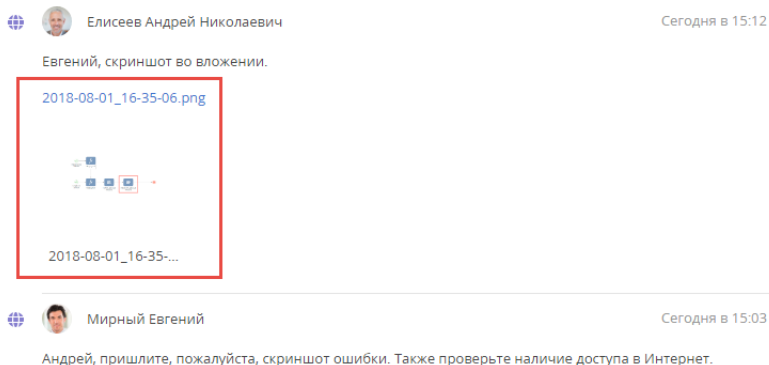 Елисеев Андрей Николаевич
Сегодня в 15:12
Евгений, скриншот во вложении.
2018-08-01_16-35-06.png
2018-08-01_16-35-...
Мирный Евгений
Сегодня в 15:03
Андрей, пришлите, пожалуйста, скриншот ошибки. Также проверьте наличие доступа в Интернет.